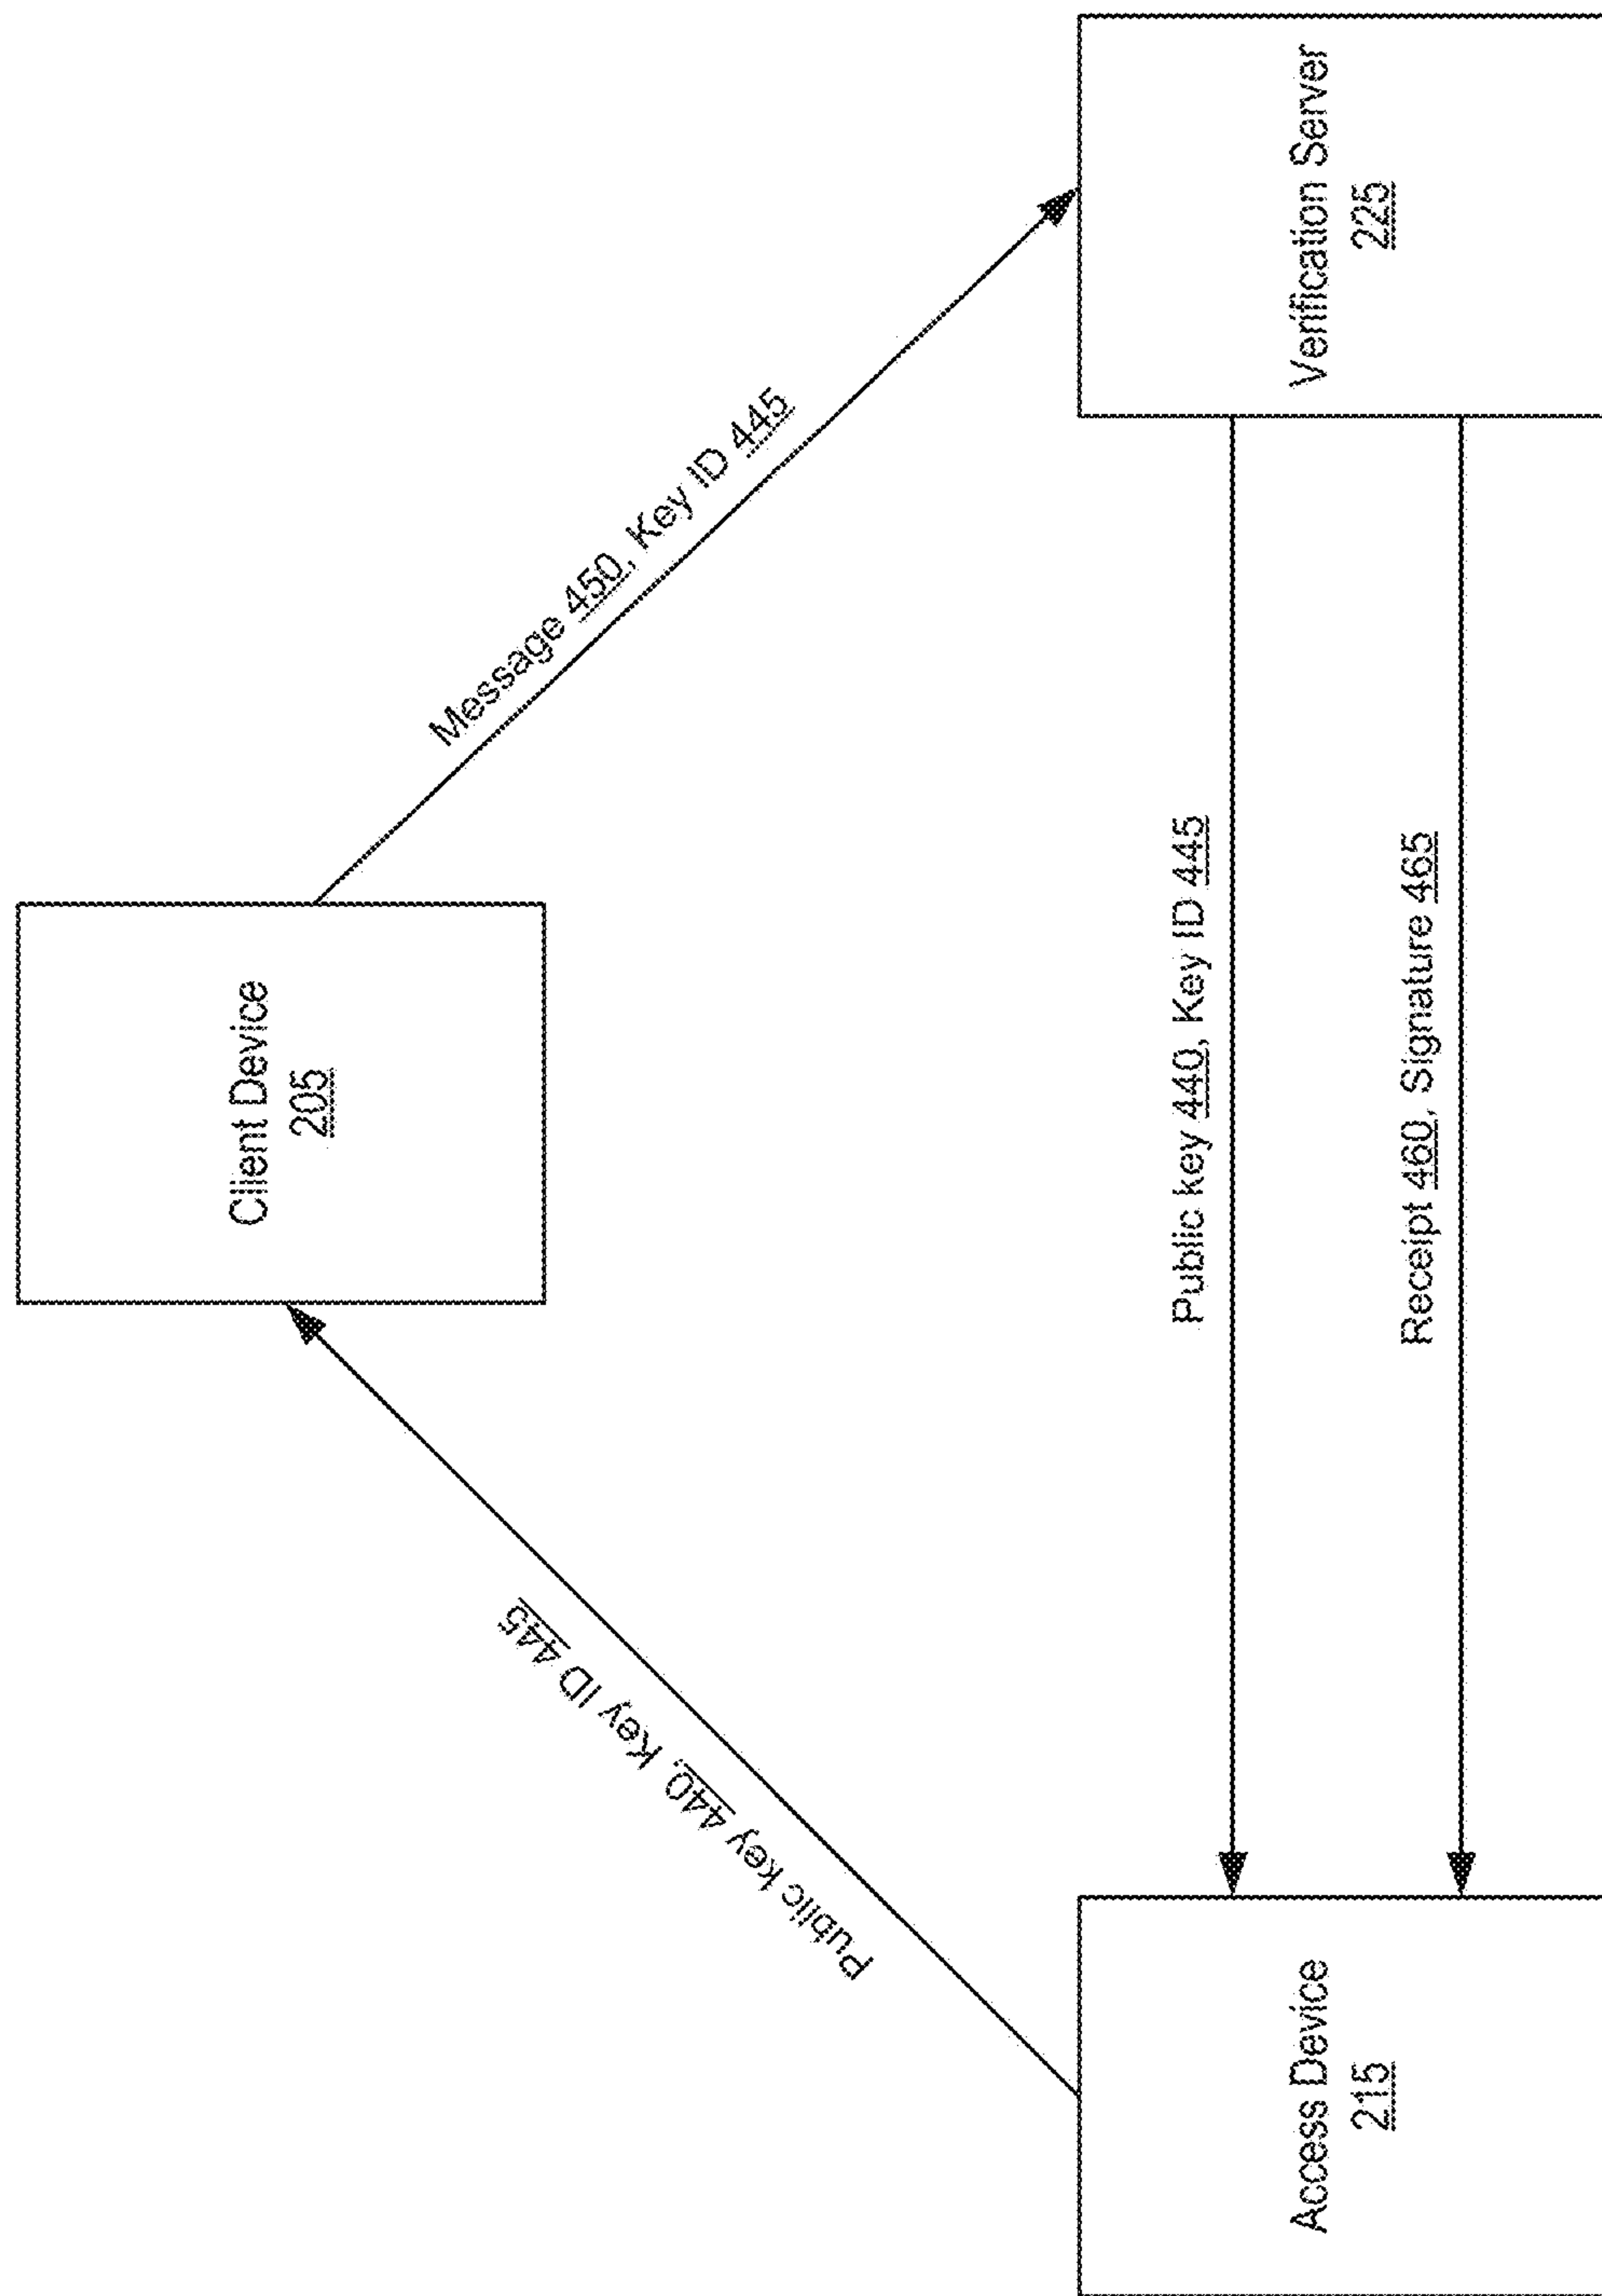 Client Device
205
Public key 440, Key ID 445
Message 450, Key ID 445
Public key 440, Key ID 445
Receipt 460, Signature 465
Access Device
215
Verification Server
225